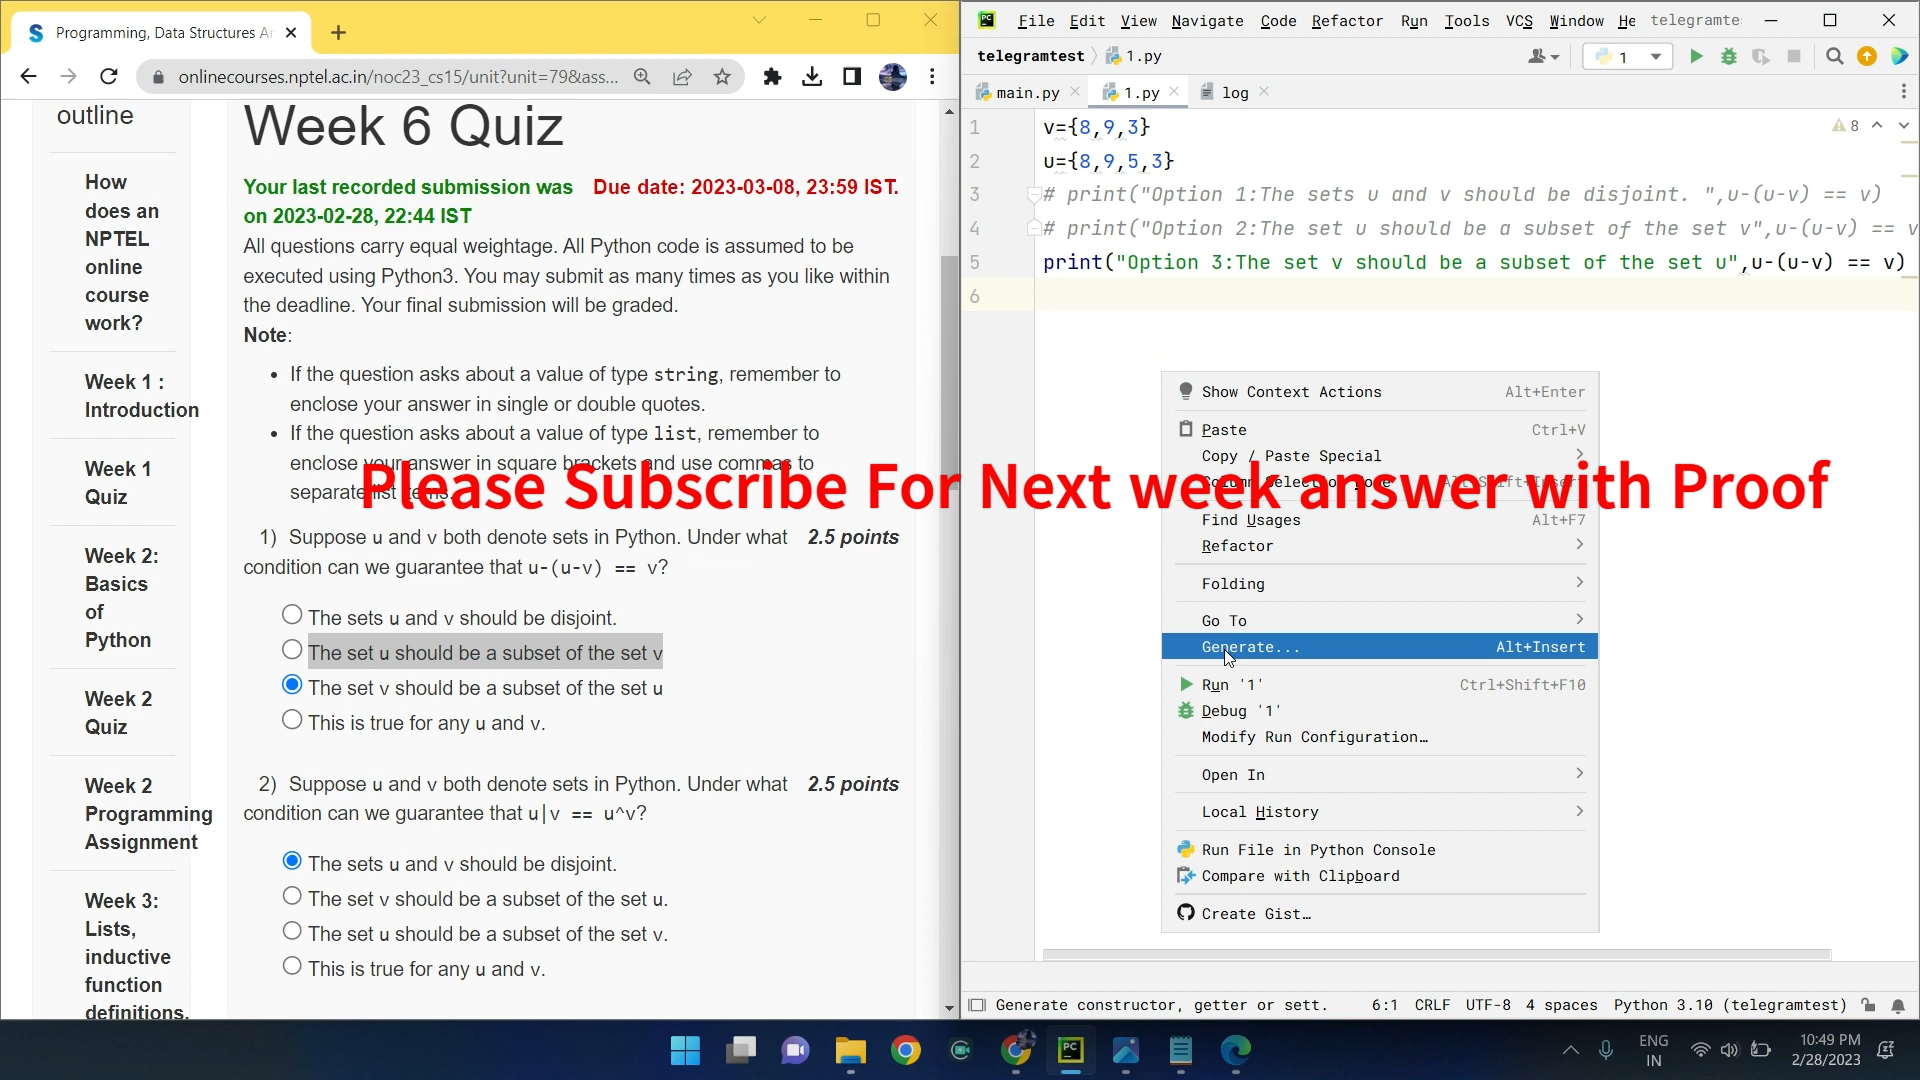 Programming, Data Structures Ar
onlinecourses.nptel.ac.in/noc23_cs15/unit?unit=79&ass...
outline
How
does an
NPTEL
online
course
work?
Week 1 :
Introduction
Week 1
Quiz
Week 2:
Basics
of
Python
Week 2
Quiz
Week 2
Programming
Assignment
Week 3:
Lists,
inductive
function
definitions,
Week 6 Quiz
Your last recorded submission was Due date: 2023-03-08, 23:59 IST.
on 2023-02-28, 22:44 IST
All questions carry equal weightage. All Python code is assumed to be
executed using Python3. You may submit as many times as you like within
the deadline. Your final submission will be graded.
Note:
If the question asks about a value of type string, remember to
enclose your answer in single or double quotes.
If the question asks about a value of type list, remember to
enclose your answer in square brackets and use commas to
separate list items.
Please Subscribe For Next week answer with Proof
1) Suppose u and v both denote sets in Python. Under what 2.5 points
condition can we guarantee that u-(u-v) == v?
The sets u and v should be disjoint.
The set u should be a subset of the set v
The set v should be a subset of the set u
This is true for any u and v.
2) Suppose u and v both denote sets in Python. Under what 2.5 points
condition can we guarantee that u|v == u^v?
The sets u and v should be disjoint.
The set v should be a subset of the set u.
The set u should be a subset of the set v.
This is true for any u and v.
PC File Edit View Navigate Code Refactor Run Tools VCS Window He telegramte
telegramtest 1.py 1
main.py 1.py log
8
1 v={8,9,3}
2 u={8,9,5,3}
3 # print("Option 1:The sets u and v should be disjoint. ",u-(u-v) == v)
4 # print("Option 2:The set u should be a subset of the set v",u-(u-v) == v
5 print("Option 3:The set v should be a subset of the set u",u-(u-v) == v)
6
Show Context Actions Alt+Enter
Paste Ctrl+V
Copy / Paste Special
Column Selection Mode Alt+Shift+Insert
Find Usages Alt+F7
Refactor
Folding
Go To
Generate... Alt+Insert
Run '1' Ctrl+Shift+F10
Debug '1'
Modify Run Configuration…
Open In
Local History
Run File in Python Console
Compare with Clipboard
Create Gist…
Generate constructor, getter or sett. 6:1 CRLF UTF-8 4 spaces Python 3.10 (telegramtest)
PC
ENG
IN
10:49 PM
2/28/2023